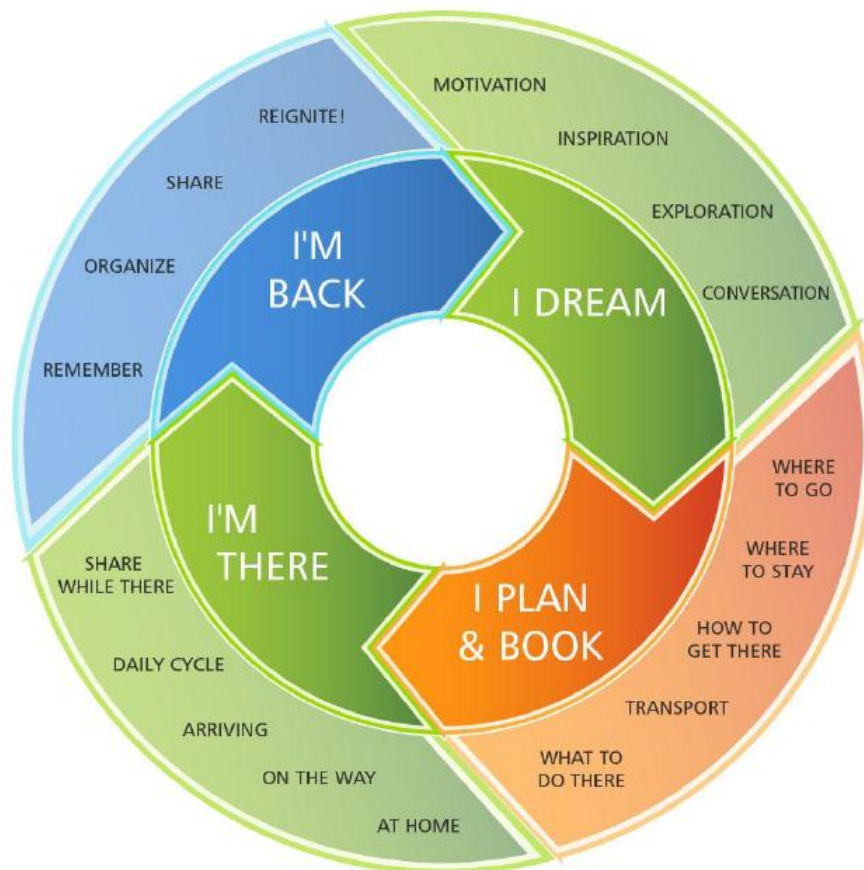 I DREAM
MOTIVATION
INSPIRATION
EXPLORATION
CONVERSATION
I PLAN
& BOOK
WHERE
TO GO
WHERE
TO STAY
HOW TO
GET THERE
TRANSPORT
WHAT TO
DO THERE
I'M
THERE
AT HOME
ON THE WAY
ARRIVING
DAILY CYCLE
SHARE
WHILE THERE
I'M
BACK
REMEMBER
ORGANIZE
SHARE
REIGNITE!